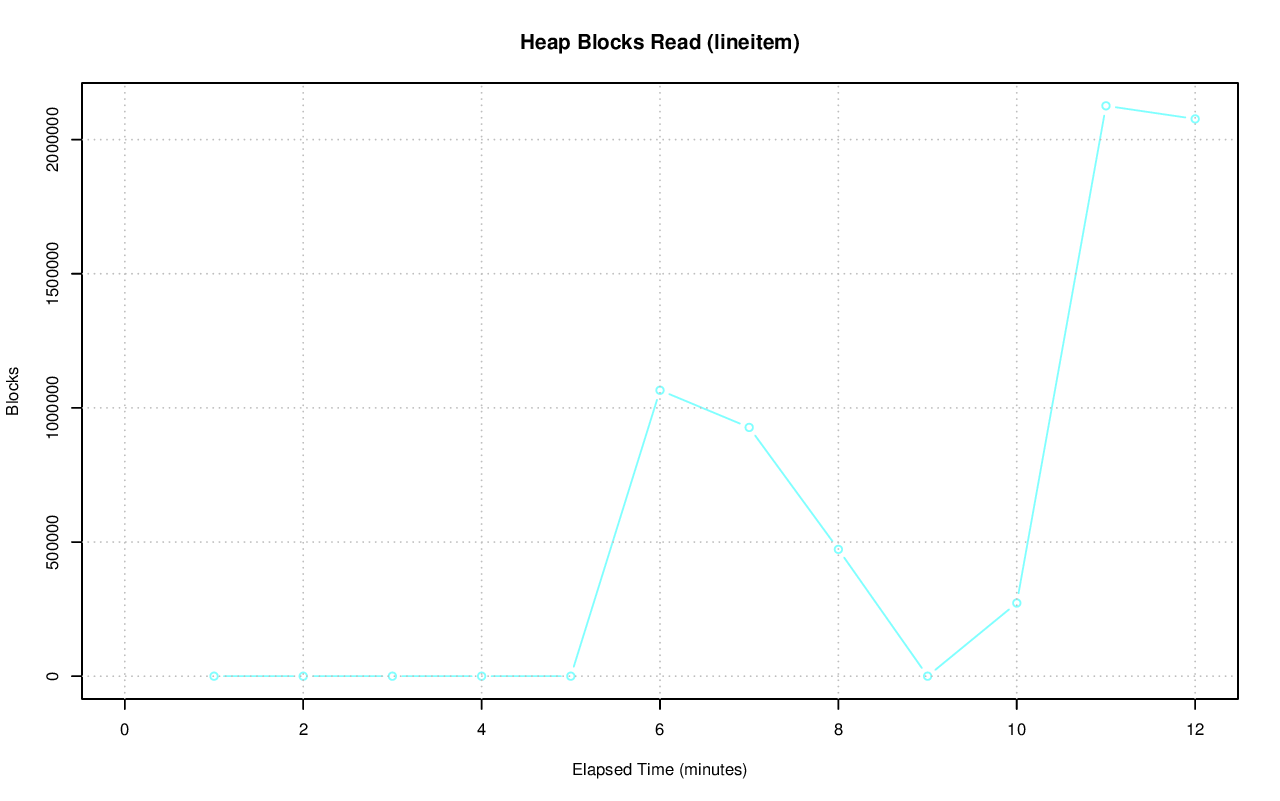 Heap Blocks Read (lineitem)
Blocks
2000000
1500000
1000000
500000
0
0 2 4 6 8 10 12
Elapsed Time (minutes)